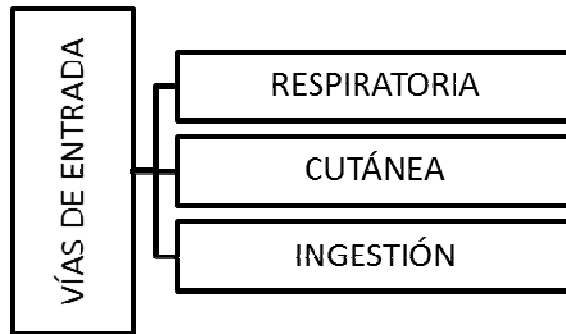 VÍAS DE ENTRADA
RESPIRATORIA
CUTÁNEA
INGESTIÓN